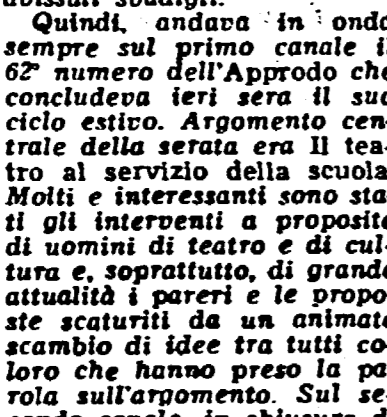 Quindi, andava in onda
sempre sul primo canale il
62° numero dell'Approdo che
concludeva ieri sera il suo
ciclo estivo. Argomento cen-
trale della serata era Il tea-
tro al servizio della scuola.
Molti e interessanti sono sta-
ti gli interventi a proposito
di uomini di teatro e di cul-
tura e, soprattutto, di grande
attualità i pareri e le propo-
ste scaturiti da un animato
scambio di idee tra tutti co-
loro che hanno preso la pa-
rola sull'argomento. Sul se-
condo canale, in chiusura